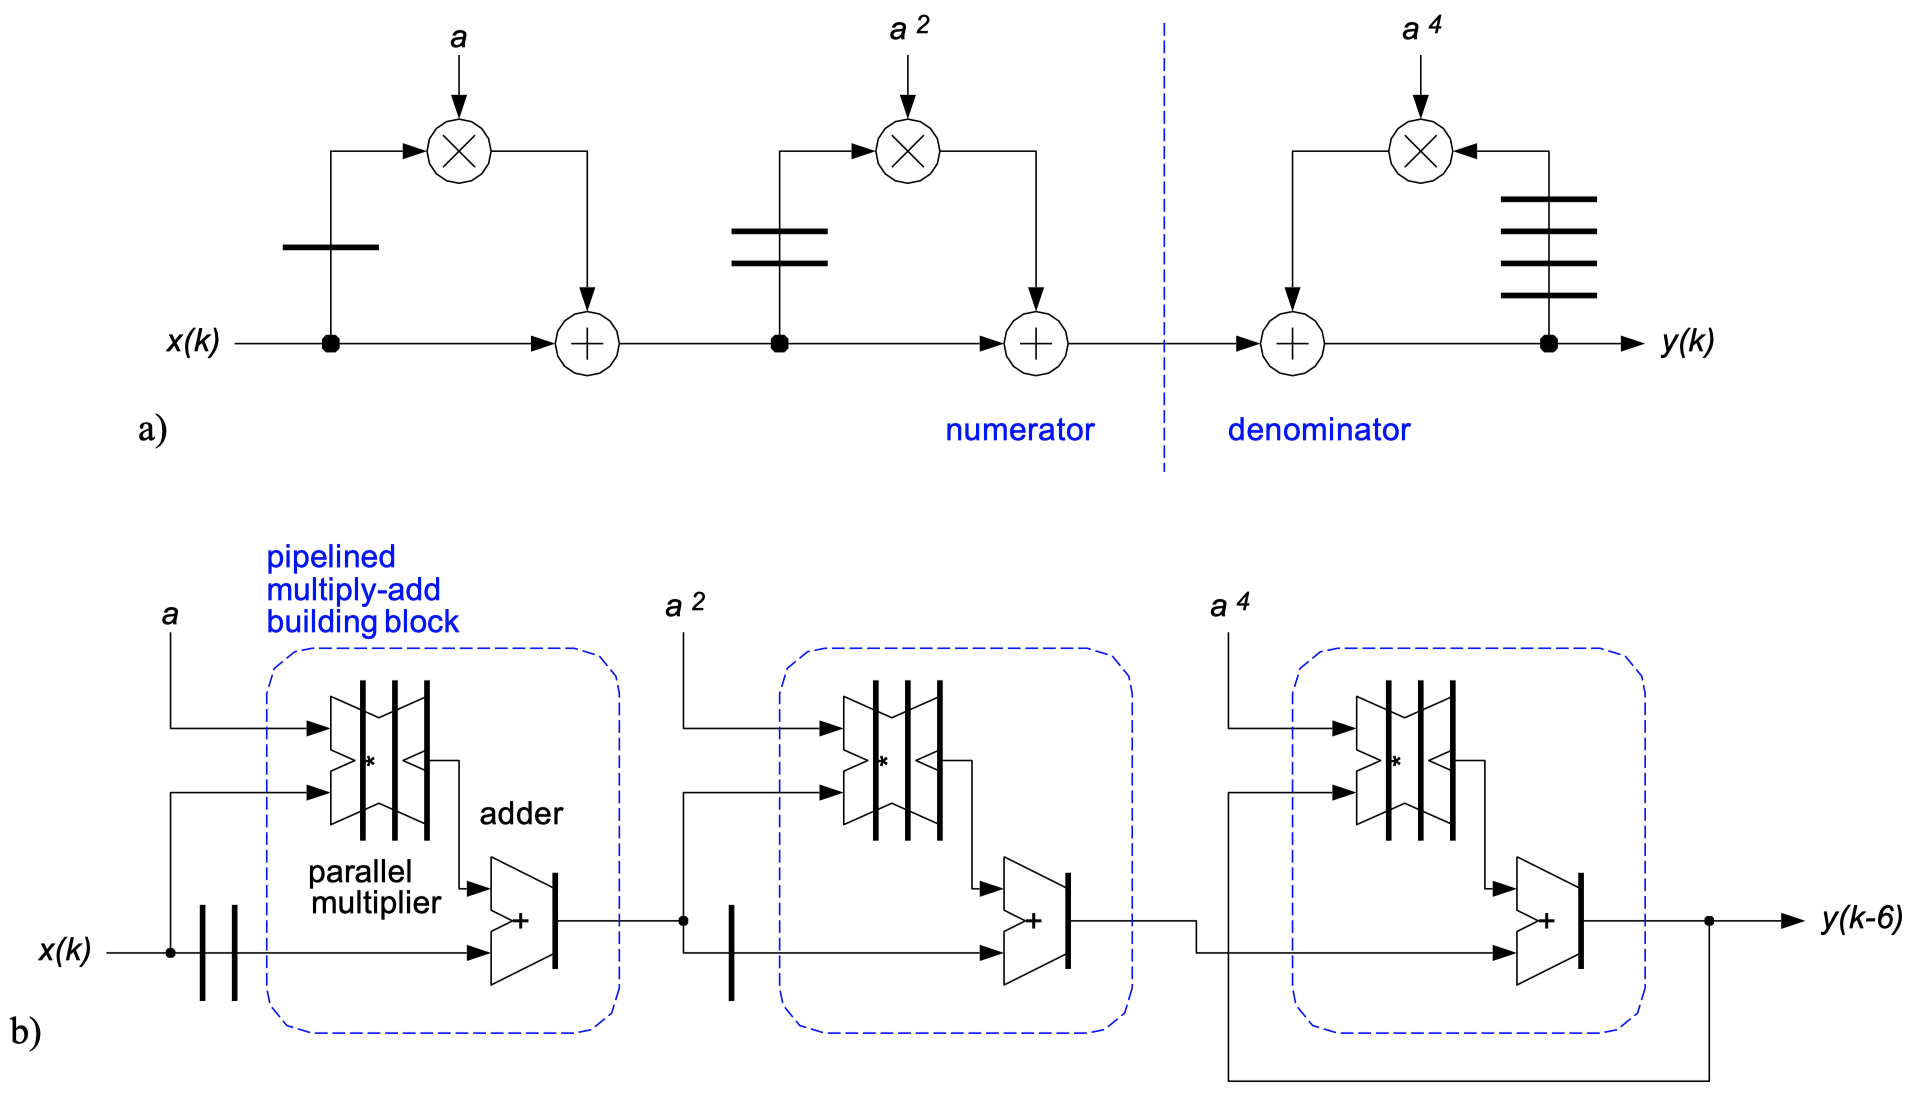 a
a 2
a 4
x(k)
y(k)
a)
numerator
denominator
pipelined
multiply-add
building block
a
a 2
a 4
*
*
*
adder
parallel
multiplier
+
+
+
x(k)
y(k-6)
b)